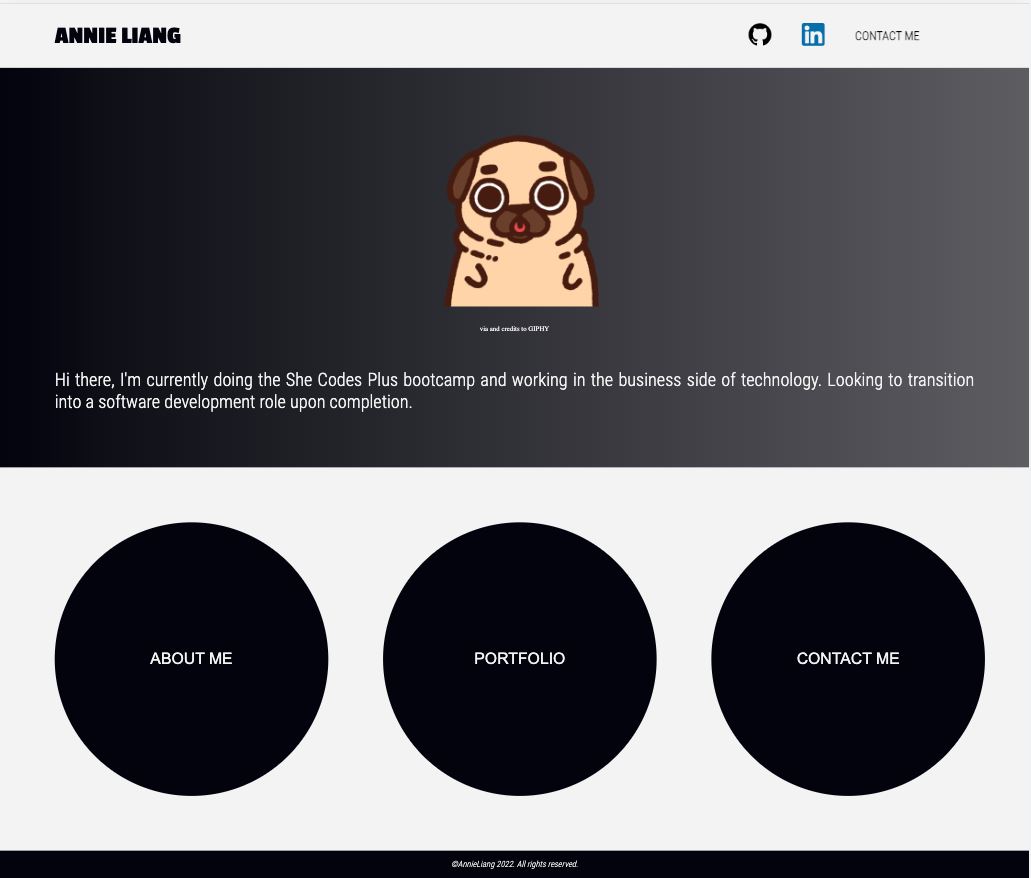 ANNIE LIANG
in
CONTACT ME
via and credits to GIPHY
Hi there, I'm currently doing the She Codes Plus bootcamp and working in the business side of technology. Looking to transition
into a software development role upon completion.
ABOUT ME
PORTFOLIO
CONTACT ME
©AnnieLiang 2022. All rights reserved.